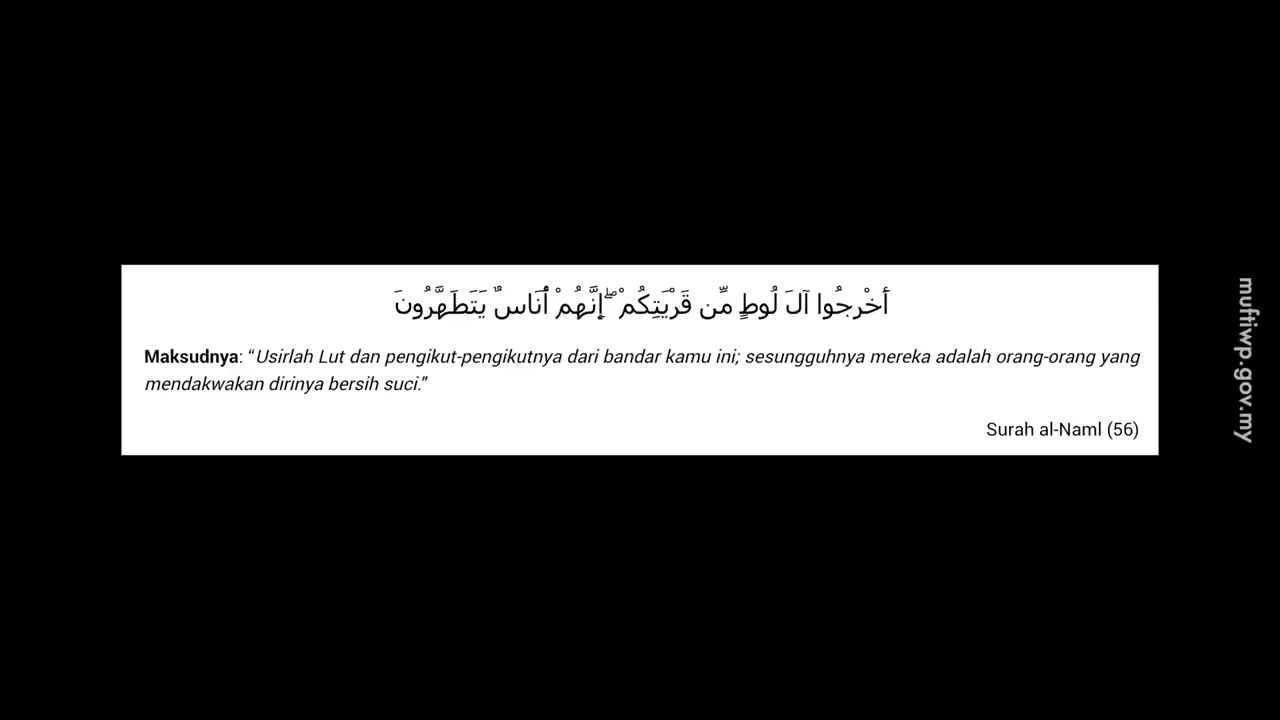 أَخْرِجُوا آلَ لُوطٍ مِّن قَرْيَتِكُمْ ۖ إِنَّهُمْ أُنَاسٌ يَتَطَهَّرُونَ
Maksudnya: “Usirlah Lut dan pengikut-pengikutnya dari bandar kamu ini; sesungguhnya mereka adalah orang-orang yang
mendakwakan dirinya bersih suci.”
Surah al-Naml (56)
muftiwp.gov.my